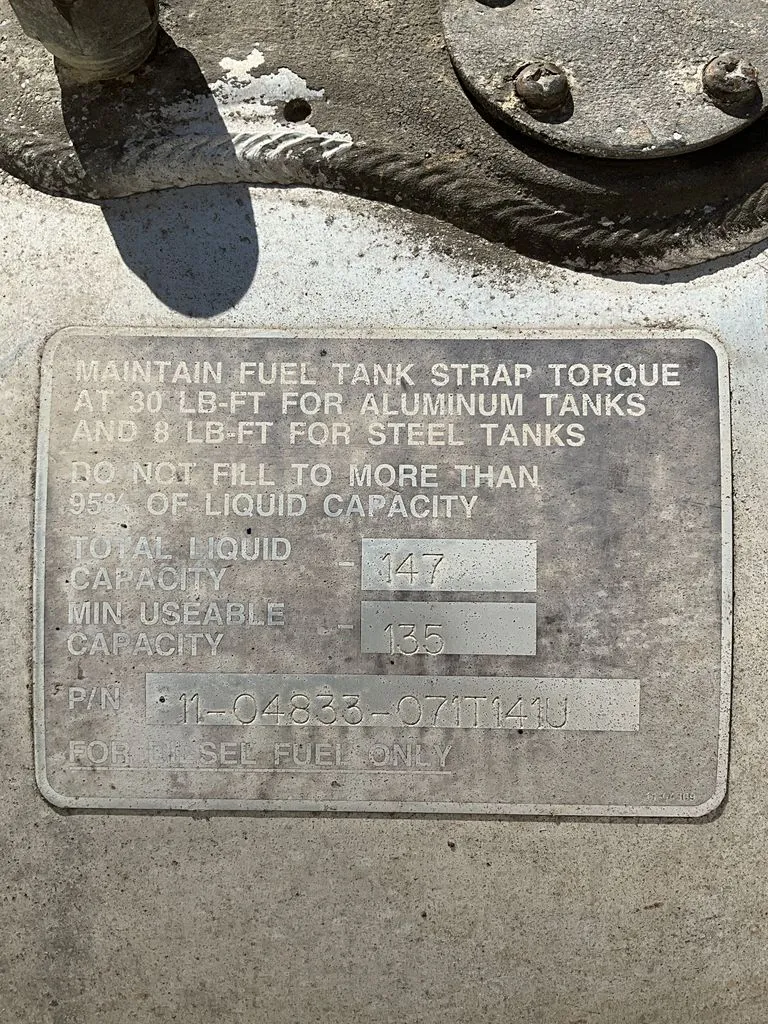 MAINTAIN FUEL TANK STRAP TORQUE
AT 30 LB-FT FOR ALUMINUM TANKS
AND 8 LB-FT FOR STEEL TANKS
DO NOT FILL TO MORE THAN
95% OF LIQUID CAPACITY
TOTAL LIQUID
CAPACITY - 147
MIN USEABLE
CAPACITY - 135
P/N 11-04833-071T141U
FOR DIESEL FUEL ONLY